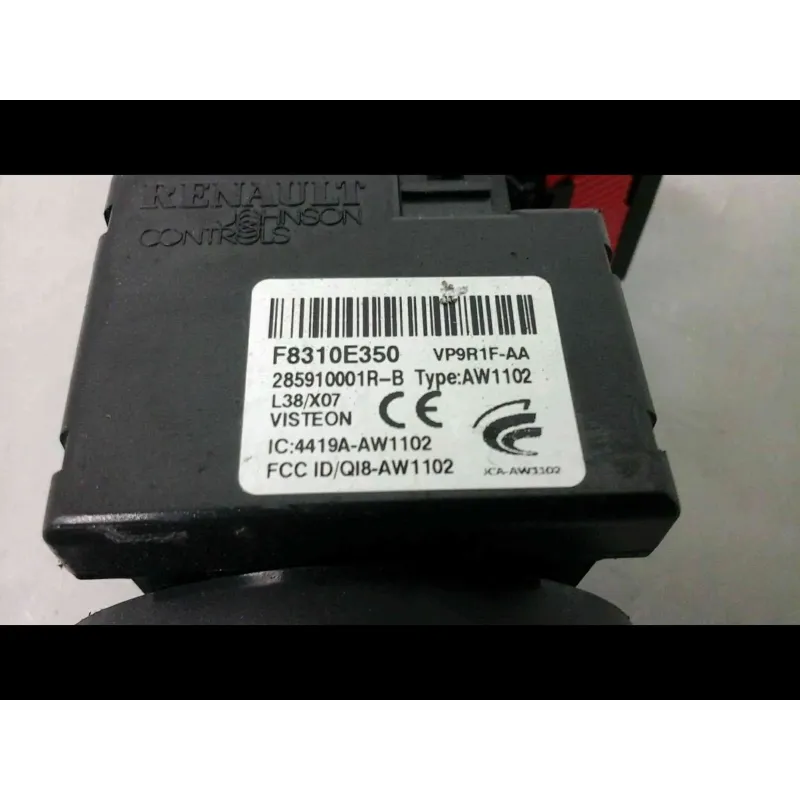 RENAULT
JOHNSON
CONTROLS
F8310E350 VP9R1F-AA
285910001R-B Type:AW1102
L38/X07
VISTEON CE
IC:4419A-AW1102
FCC ID/QI8-AW1102 JCA-AW1102